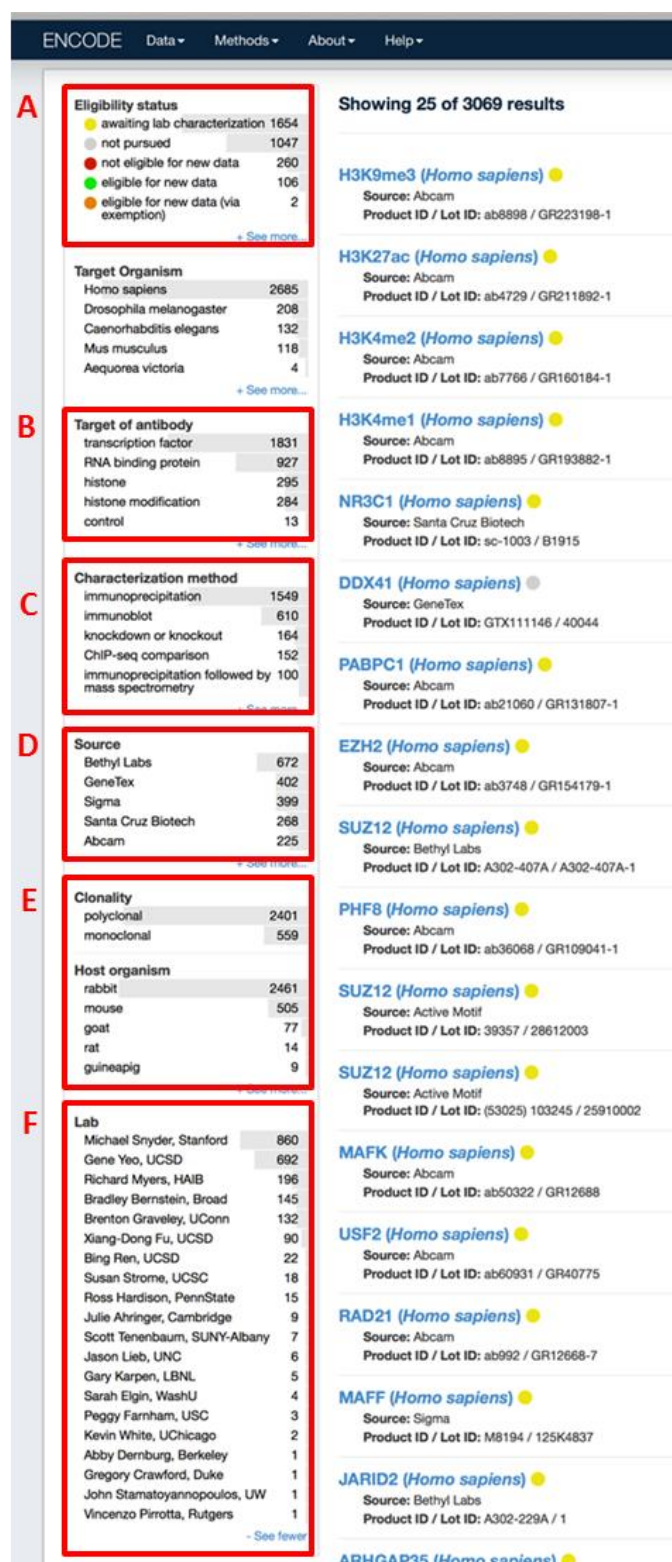 ENCODE Data Methods About Help
A
Eligibility status
awaiting lab characterization 1654
not pursued 1047
not eligible for new data 260
eligible for new data 106
eligible for new data (via 2
exemption)
+ See more...
Target Organism
Homo sapiens 2685
Drosophila melanogaster 208
Caenorhabditis elegans 132
Mus musculus 118
Aequorea victoria 4
+ See more...
B
Target of antibody
transcription factor 1831
RNA binding protein 927
histone 295
histone modification 284
control 13
+ See more...
C
Characterization method
immunoprecipitation 1549
immunoblot 610
knockdown or knockout 164
ChIP-seq comparison 152
immunoprecipitation followed by 100
mass spectrometry
+ See more...
D
Source
Bethyl Labs 672
GeneTex 402
Sigma 399
Santa Cruz Biotech 268
Abcam 225
+ See more...
E
Clonality
polyclonal 2401
monoclonal 559
Host organism
rabbit 2461
mouse 505
goat 77
rat 14
guineapig 9
+ See more...
F
Lab
Michael Snyder, Stanford 860
Gene Yeo, UCSD 692
Richard Myers, HAIB 196
Bradley Bernstein, Broad 145
Brenton Graveley, UConn 132
Xiang-Dong Fu, UCSD 90
Bing Ren, UCSD 22
Susan Strome, UCSC 18
Ross Hardison, PennState 15
Julie Ahringer, Cambridge 9
Scott Tenenbaum, SUNY-Albany 7
Jason Lieb, UNC 6
Gary Karpen, LBNL 5
Sarah Elgin, WashU 4
Peggy Farnham, USC 3
Kevin White, UChicago 2
Abby Dernburg, Berkeley 1
Gregory Crawford, Duke 1
John Stamatoyannopoulos, UW 1
Vincenzo Pirrotta, Rutgers 1
- See fewer
Showing 25 of 3069 results
H3K9me3 (Homo sapiens)
Source: Abcam
Product ID / Lot ID: ab8898 / GR223198-1
H3K27ac (Homo sapiens)
Source: Abcam
Product ID / Lot ID: ab4729 / GR211892-1
H3K4me2 (Homo sapiens)
Source: Abcam
Product ID / Lot ID: ab7766 / GR160184-1
H3K4me1 (Homo sapiens)
Source: Abcam
Product ID / Lot ID: ab8895 / GR193882-1
NR3C1 (Homo sapiens)
Source: Santa Cruz Biotech
Product ID / Lot ID: sc-1003 / B1915
DDX41 (Homo sapiens)
Source: GeneTex
Product ID / Lot ID: GTX111146 / 40044
PABPC1 (Homo sapiens)
Source: Abcam
Product ID / Lot ID: ab21060 / GR131807-1
EZH2 (Homo sapiens)
Source: Abcam
Product ID / Lot ID: ab3748 / GR154179-1
SUZ12 (Homo sapiens)
Source: Bethyl Labs
Product ID / Lot ID: A302-407A / A302-407A-1
PHF8 (Homo sapiens)
Source: Abcam
Product ID / Lot ID: ab36068 / GR109041-1
SUZ12 (Homo sapiens)
Source: Active Motif
Product ID / Lot ID: 39357 / 28612003
SUZ12 (Homo sapiens)
Source: Active Motif
Product ID / Lot ID: (53025) 103245 / 25910002
MAFK (Homo sapiens)
Source: Abcam
Product ID / Lot ID: ab50322 / GR12688
USF2 (Homo sapiens)
Source: Abcam
Product ID / Lot ID: ab60931 / GR40775
RAD21 (Homo sapiens)
Source: Abcam
Product ID / Lot ID: ab992 / GR12668-7
MAFF (Homo sapiens)
Source: Sigma
Product ID / Lot ID: M8194 / 125K4837
JARID2 (Homo sapiens)
Source: Bethyl Labs
Product ID / Lot ID: A302-229A / 1
ARHGAP35 (Homo sapiens)